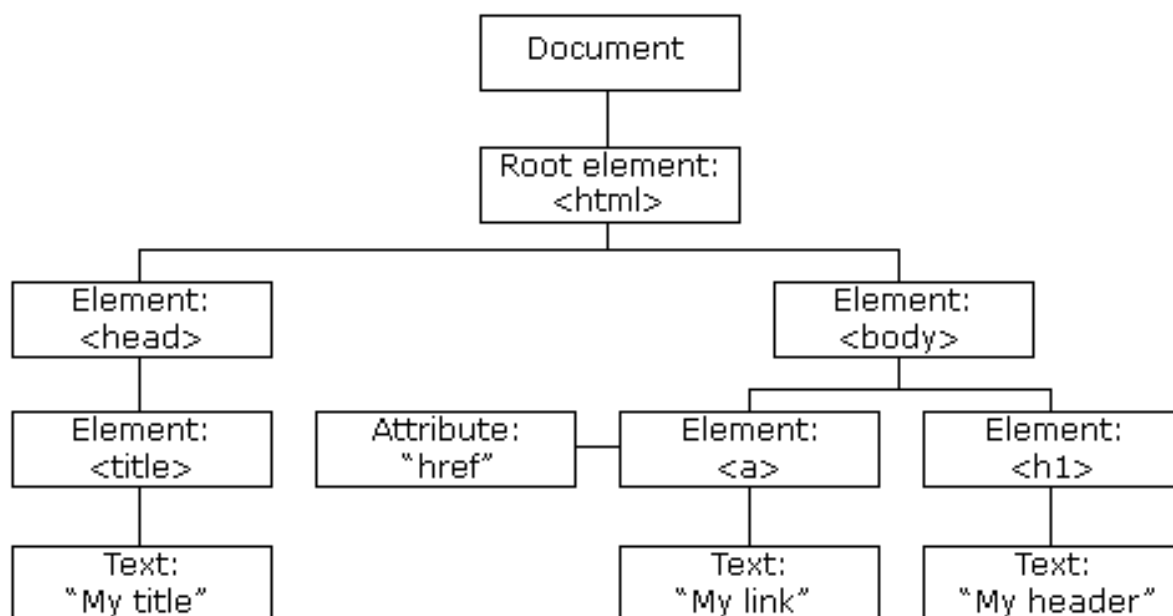 Document
Root element:
<html>
Element:
<head>
Element:
<body>
Element:
<title>
Attribute:
“href”
Element:
<a>
Element:
<h1>
Text:
“My title”
Text:
“My link”
Text:
“My header”